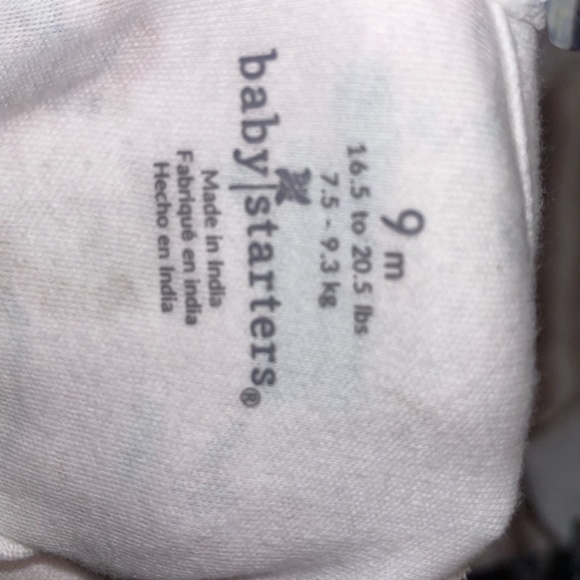 9 m
16.5 to 20.5 lbs
7.5 - 9.3 kg
baby|starters®
Made in India
Fabriqué en india
Hecho en India